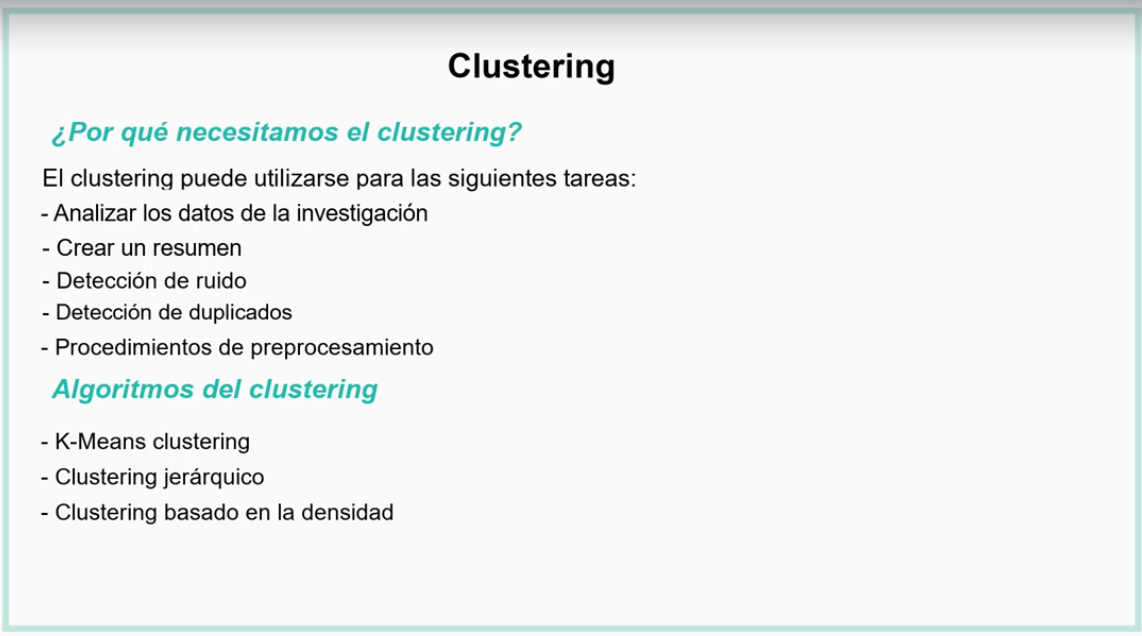 Clustering
¿Por qué necesitamos el clustering?
El clustering puede utilizarse para las siguientes tareas:
- Analizar los datos de la investigación
- Crear un resumen
- Detección de ruido
- Detección de duplicados
- Procedimientos de preprocesamiento
Algoritmos del clustering
- K-Means clustering
- Clustering jerárquico
- Clustering basado en la densidad